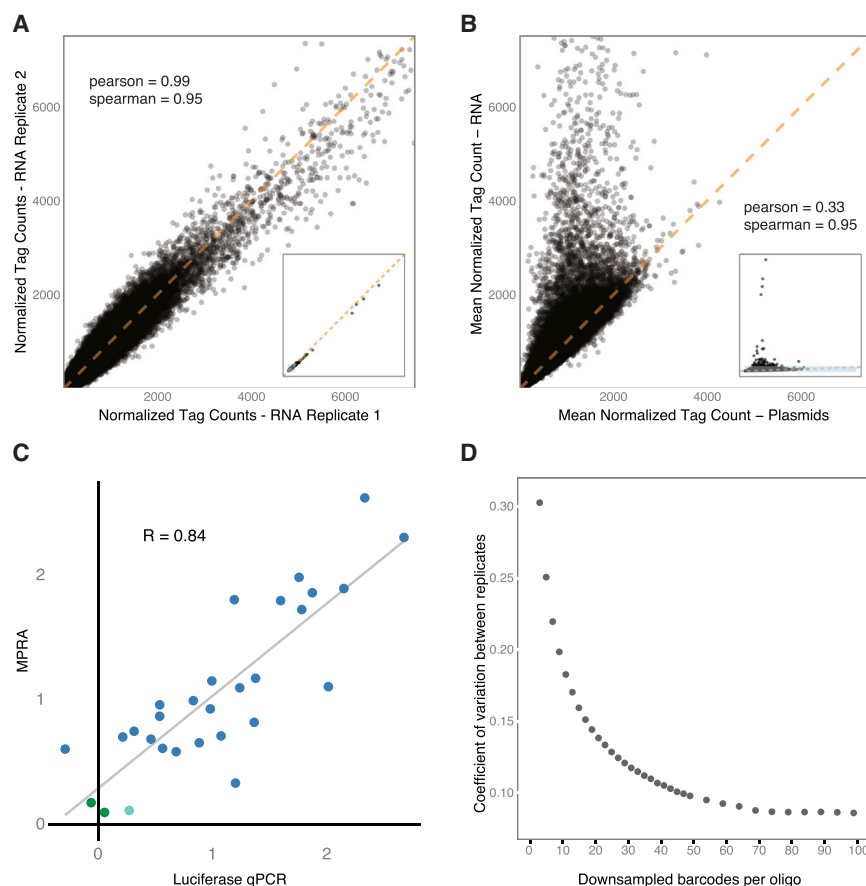 A
Normalized Tag Counts - RNA Replicate 2
pearson = 0.99
spearman = 0.95
6000
4000
2000
2000 4000 6000
Normalized Tag Counts - RNA Replicate 1
B
Mean Normalized Tag Count – RNA
pearson = 0.33
spearman = 0.95
6000
4000
2000
2000 4000 6000
Mean Normalized Tag Count – Plasmids
C
R = 0.84
MPRA
2
1
0
0 1 2
Luciferase qPCR
D
Coefficient of variation between replicates
0.30
0.25
0.20
0.15
0.10
0 10 20 30 40 50 60 70 80 90 100
Downsampled barcodes per oligo